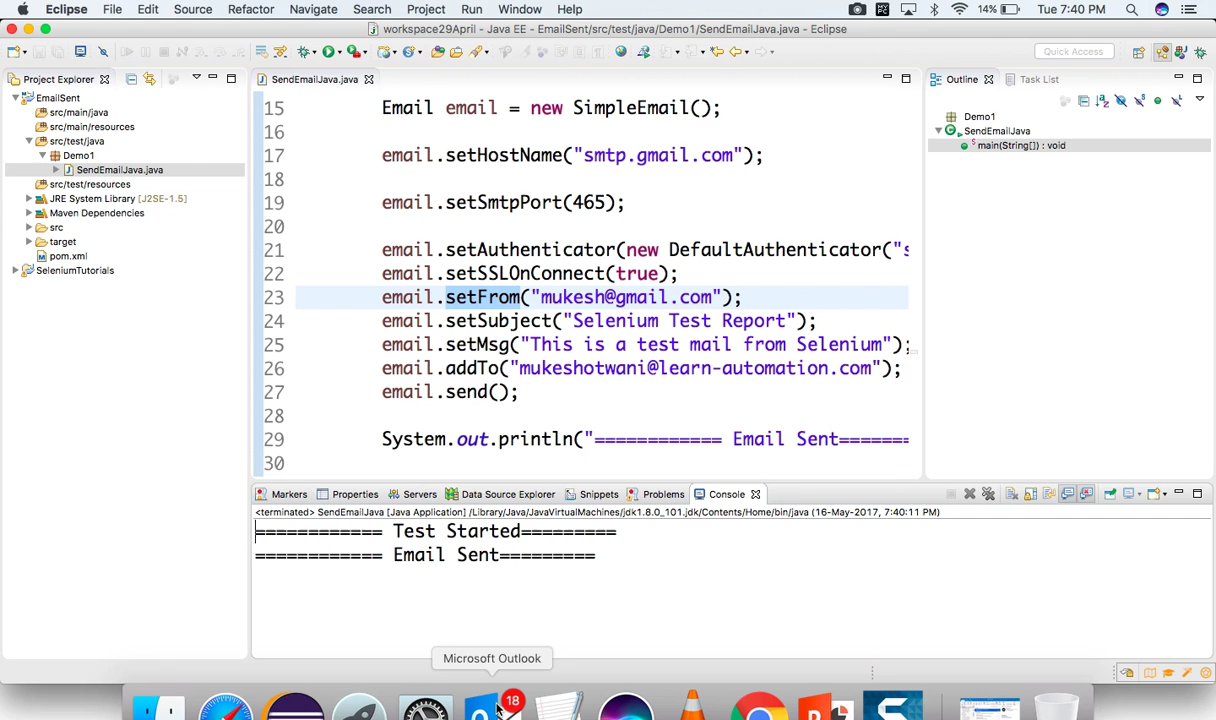 Eclipse File Edit Source Refactor Navigate Search Project Run Window Help 14% Tue 7:40 PM
workspace29April - Java EE - EmailSent/src/test/java/Demo1/SendEmailJava.java - Eclipse
Quick Access
Project Explorer
EmailSent
src/main/java
src/main/resources
src/test/java
Demo1
SendEmailJava.java
src/test/resources
JRE System Library [J2SE-1.5]
Maven Dependencies
src
target
pom.xml
SeleniumTutorials
SendEmailJava.java
15 Email email = new SimpleEmail();
16
17 email.setHostName("smtp.gmail.com");
18
19 email.setSmtpPort(465);
20
21 email.setAuthenticator(new DefaultAuthenticator("s
22 email.setSSLOnConnect(true);
23 email.setFrom("mukesh@gmail.com");
24 email.setSubject("Selenium Test Report");
25 email.setMsg("This is a test mail from Selenium");
26 email.addTo("mukeshotwani@learn-automation.com");
27 email.send();
28
29 System.out.println("============ Email Sent=======
30
Outline Task List
Demo1
SendEmailJava
main(String[]) : void
Markers Properties Servers Data Source Explorer Snippets Problems Console
<terminated> SendEmailJava [Java Application] /Library/Java/JavaVirtualMachines/jdk1.8.0_101.jdk/Contents/Home/bin/java (16-May-2017, 7:40:11 PM)
============ Test Started=========
============ Email Sent=========
Microsoft Outlook
18